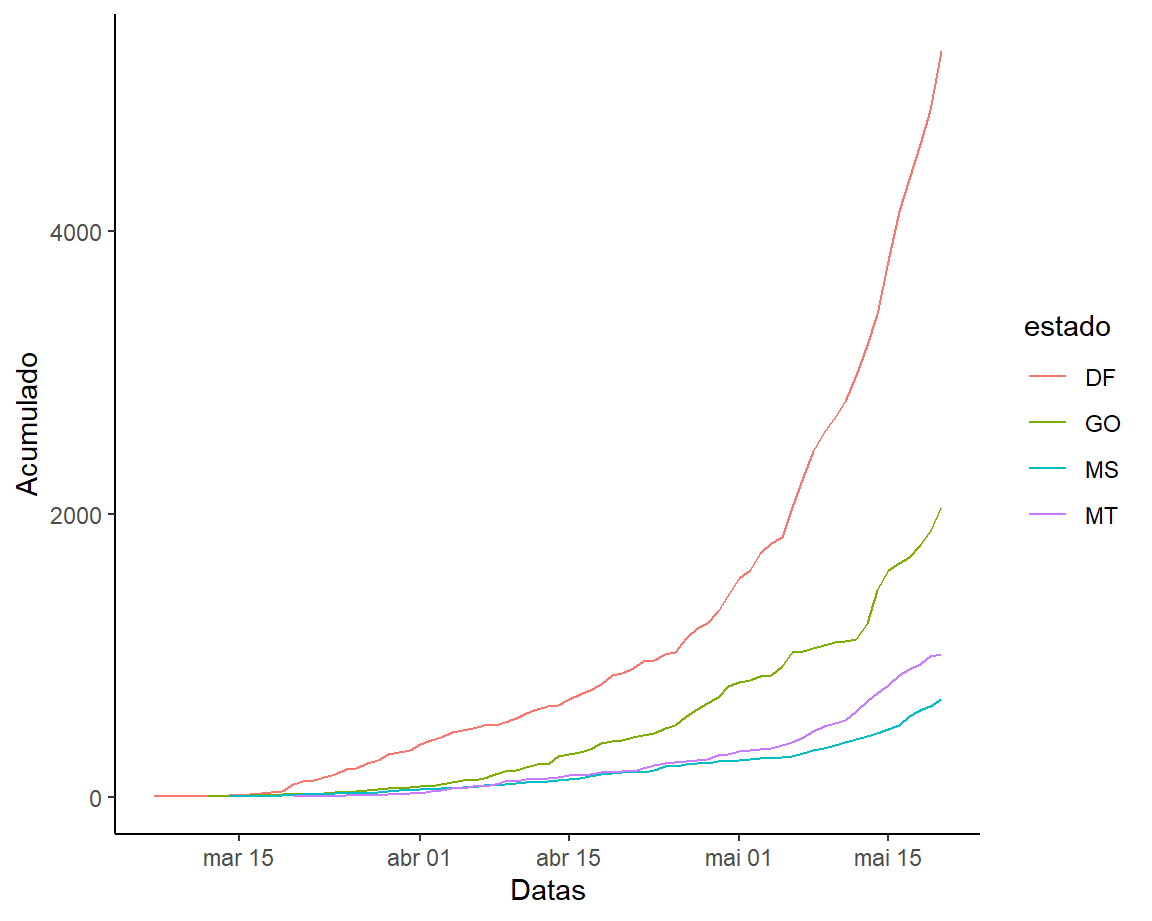 Acumulado
4000
2000
0
mar 15
abr 01
abr 15
mai 01
mai 15
Datas
estado
DF
GO
MS
MT